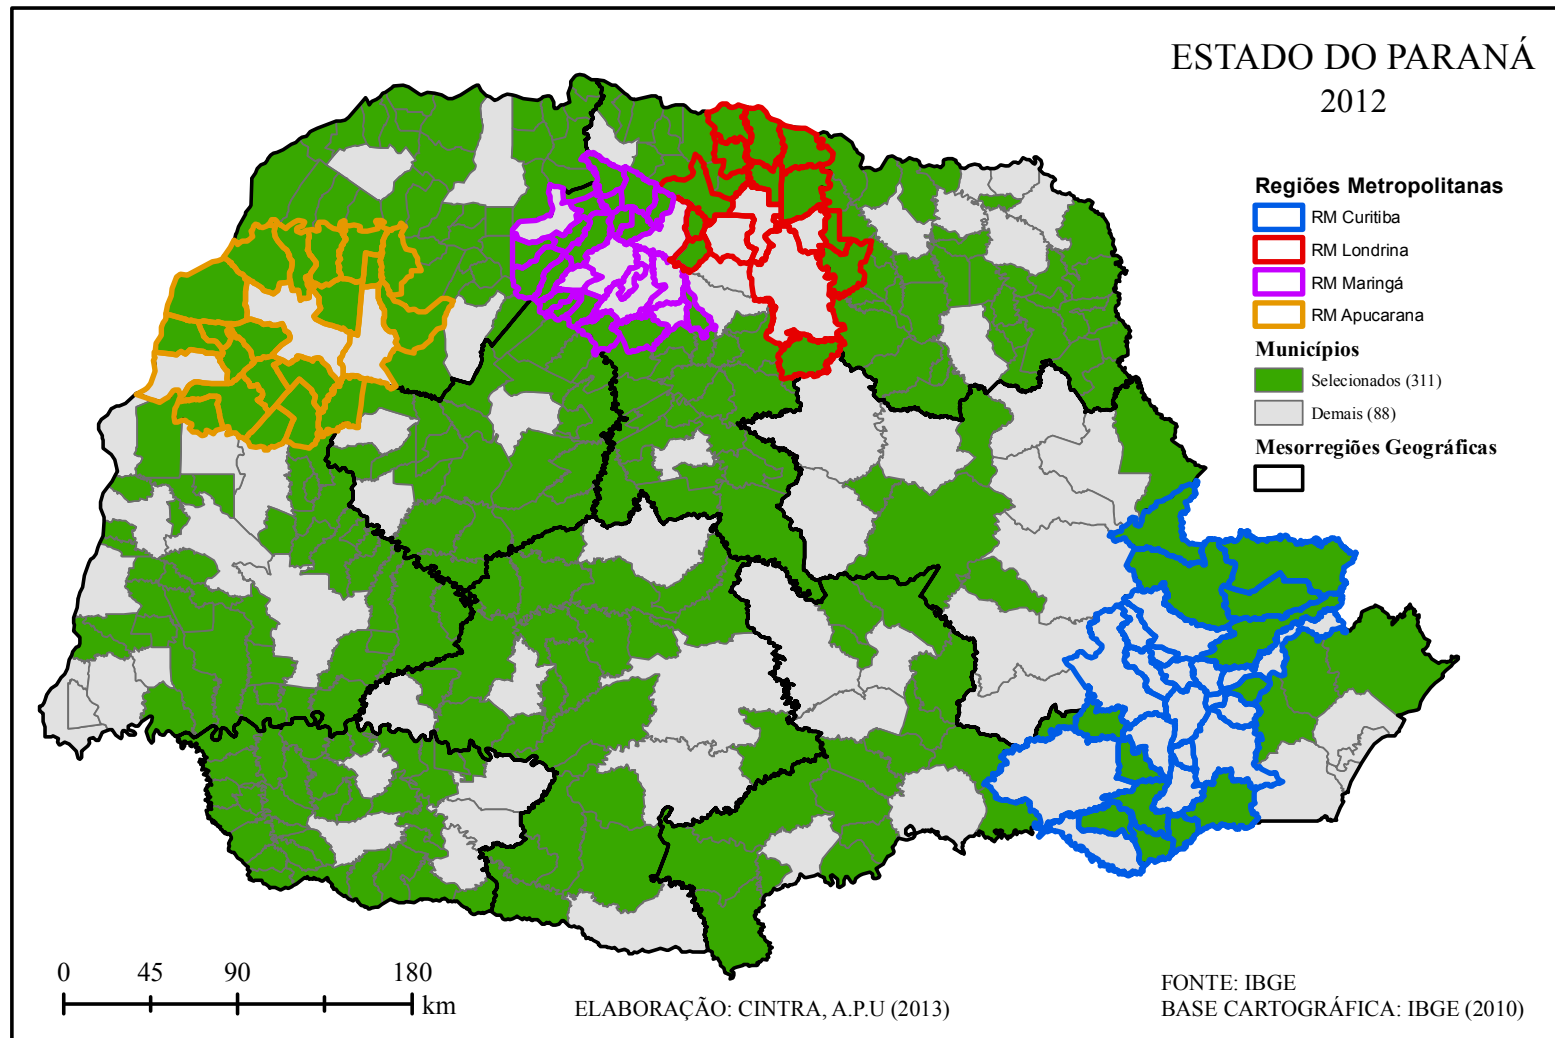 ESTADO DO PARANÁ
2012
Regiões Metropolitanas
RM Curitiba
RM Londrina
RM Maringá
RM Apucarana
Municípios
Selecionados (311)
Demais (88)
Mesorregiões Geográficas
0 45 90 180
km
ELABORAÇÃO: CINTRA, A.P.U (2013)
FONTE: IBGE
BASE CARTOGRÁFICA: IBGE (2010)